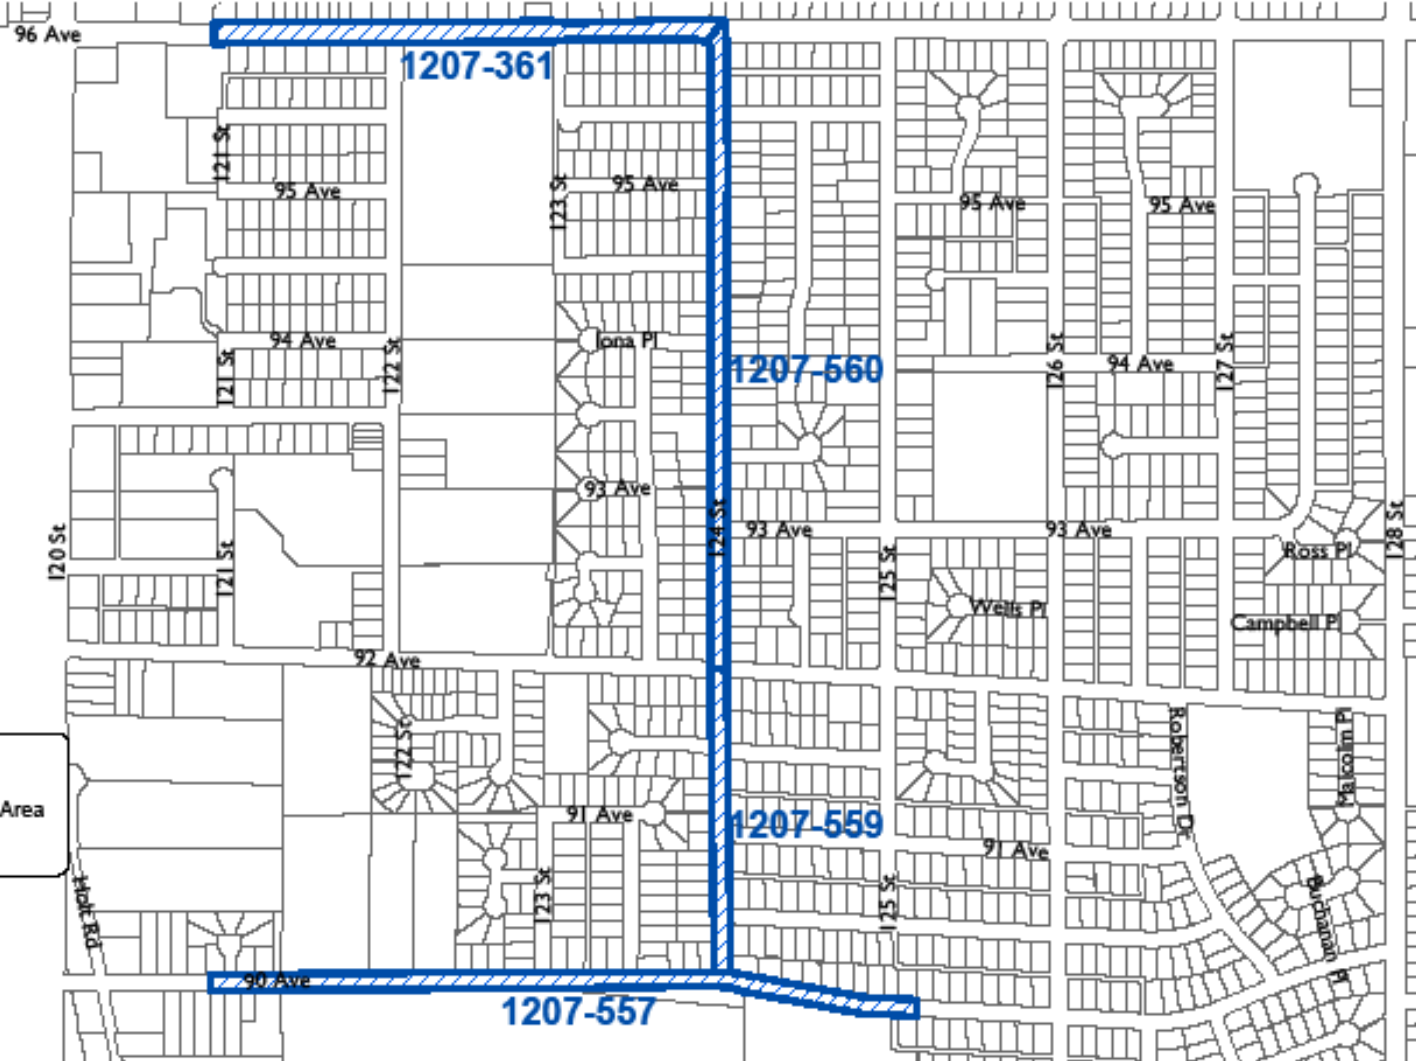 96 Ave
1207-361
121 St
95 Ave
123 St
95 Ave
95 Ave
95 Ave
94 Ave
Iona Pl
121 St
122 St
1207-560
126 St
94 Ave
127 St
93 Ave
124 St
93 Ave
93 Ave
120 St
121 St
125 St
128 St
Ross Pl
Wells Pl
Campbell Pl
92 Ave
122 St
Robertson Dr
Malcolm Pl
Area
91 Ave
1207-559
91 Ave
Holt Rd
123 St
125 St
Buchanan Pl
90 Ave
1207-557